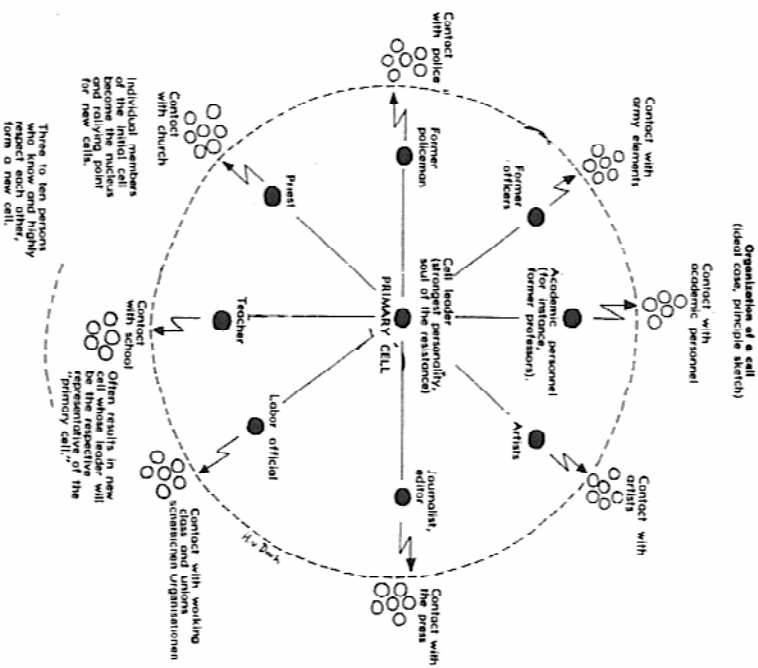 Organization of a cell
(ideal case, principle sketch)
Contact with
academic personnel
Contact with
army elements
Contact with
artists
Academic personnel
(for instance,
former professors).
Former
officers
Artists
Contact
with police
Former
policeman
Cell leader
(strongest personality,
soul of the resistance)
PRIMARY CELL
Journalist,
editor
Contact with
the press
Priest
Labor official
Teacher
H.v.Dach
Contact
with church
Contact
with school
Contact with working
class and unions
schaftlichen Organisationen
Individual members
of the initial cell
become the nucleus
and rallying point
for new cells.
Often results in new
cell whose leader will
be the respective
representative of the
"primary cell."
Three to ten persons
who know and highly
respect each other,
form a new cell.